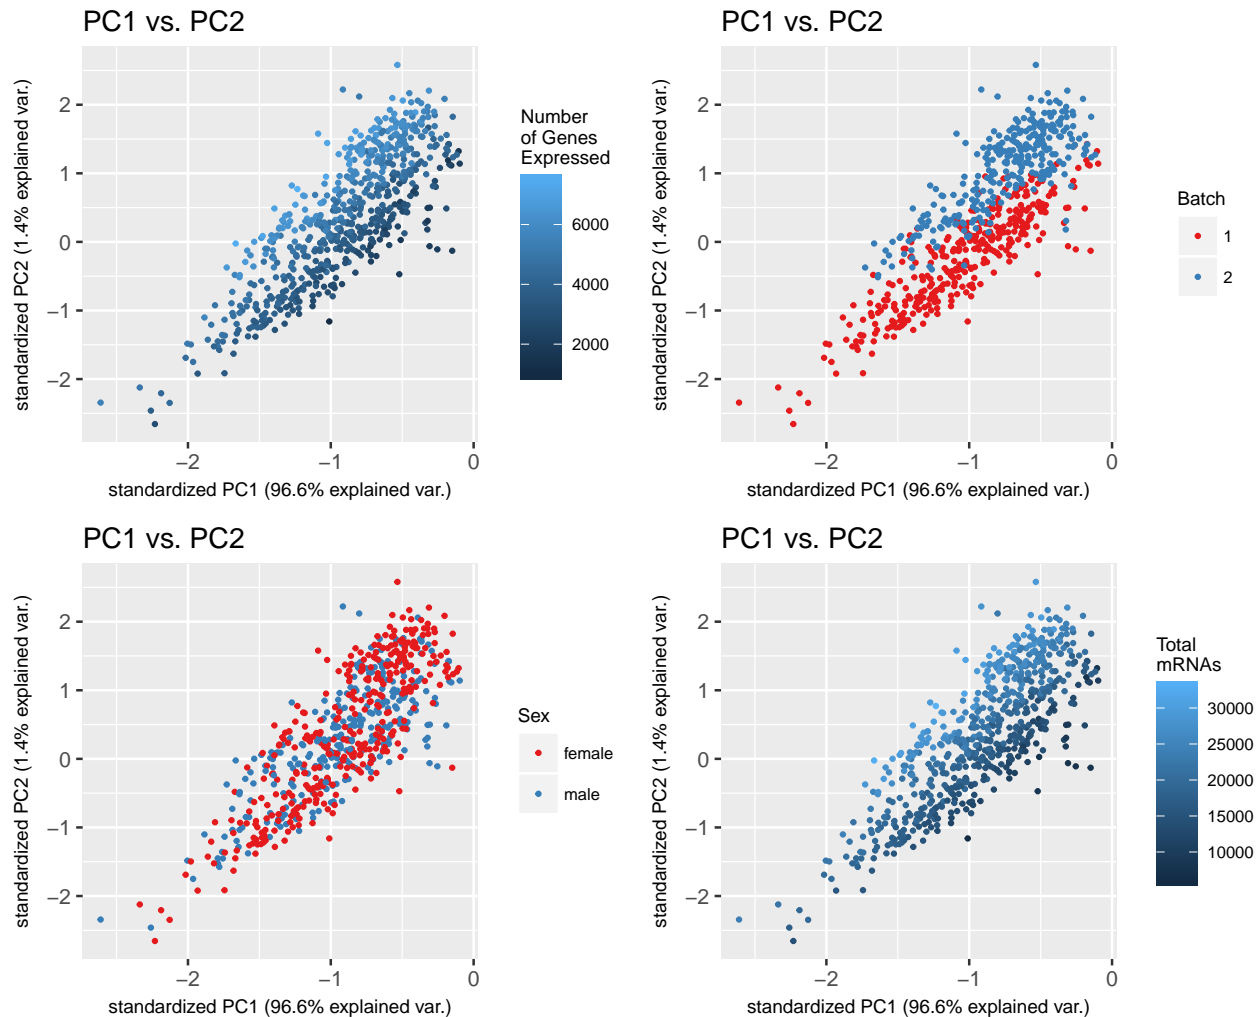 PC1 vs. PC2
standardized PC2 (1.4% explained var.)
2
1
0
−1
−2
−2
−1
0
standardized PC1 (96.6% explained var.)
Number
of Genes
Expressed
6000
4000
2000
PC1 vs. PC2
standardized PC2 (1.4% explained var.)
2
1
0
−1
−2
−2
−1
0
standardized PC1 (96.6% explained var.)
Batch
1
2
PC1 vs. PC2
standardized PC2 (1.4% explained var.)
2
1
0
−1
−2
−2
−1
0
standardized PC1 (96.6% explained var.)
Sex
female
male
PC1 vs. PC2
standardized PC2 (1.4% explained var.)
2
1
0
−1
−2
−2
−1
0
standardized PC1 (96.6% explained var.)
Total
mRNAs
30000
25000
20000
15000
10000